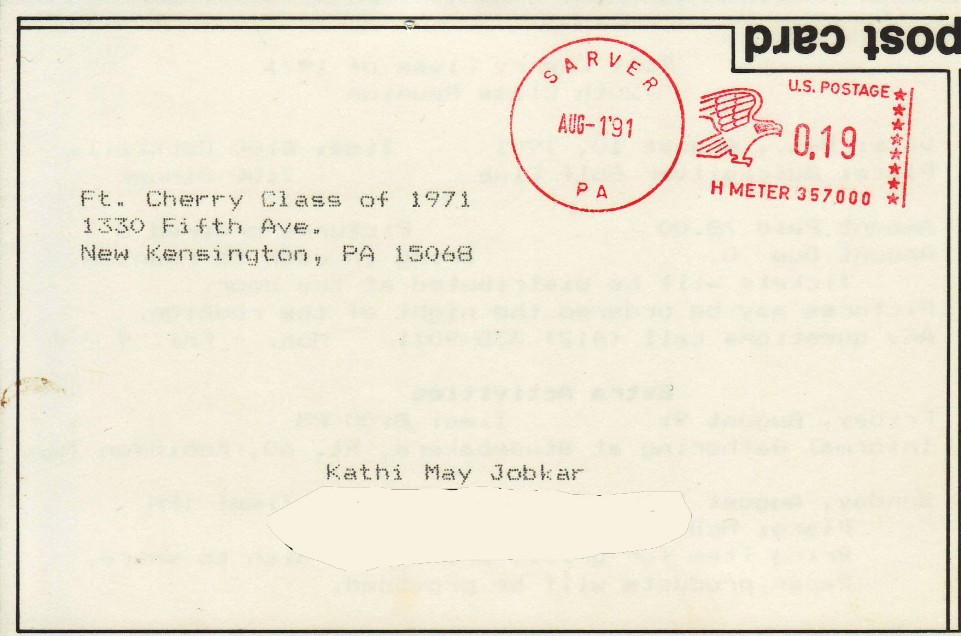 post card
SARVER
AUG-1'91
PA
U.S. POSTAGE
0.19
H METER 357000
Ft. Cherry Class of 1971
1330 Fifth Ave.
New Kensington, PA 15068
Kathi May Jobkar